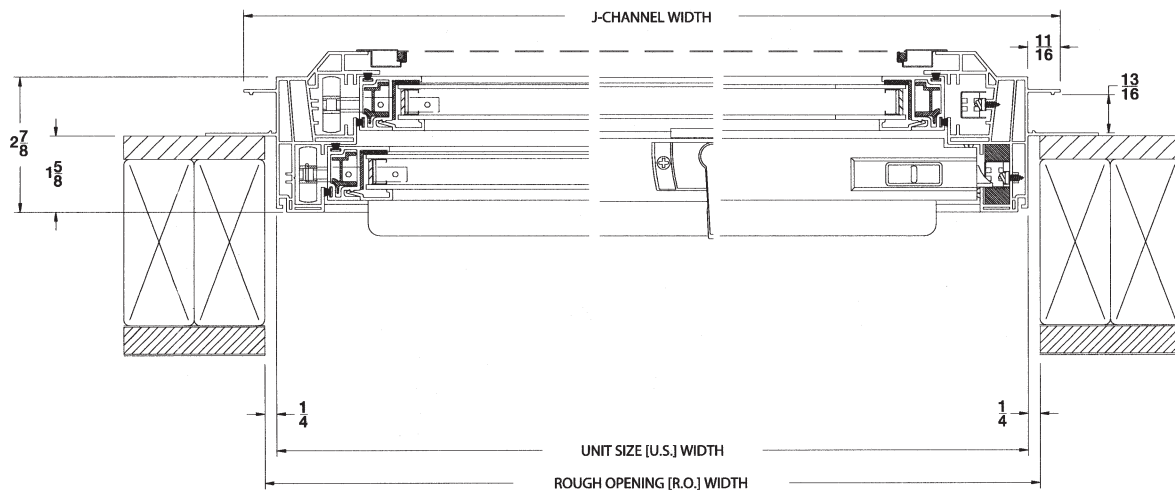 J-CHANNEL WIDTH
11/16
13/16
2 7/8
1 5/8
1/4
1/4
UNIT SIZE [U.S.] WIDTH
ROUGH OPENING [R.O.] WIDTH